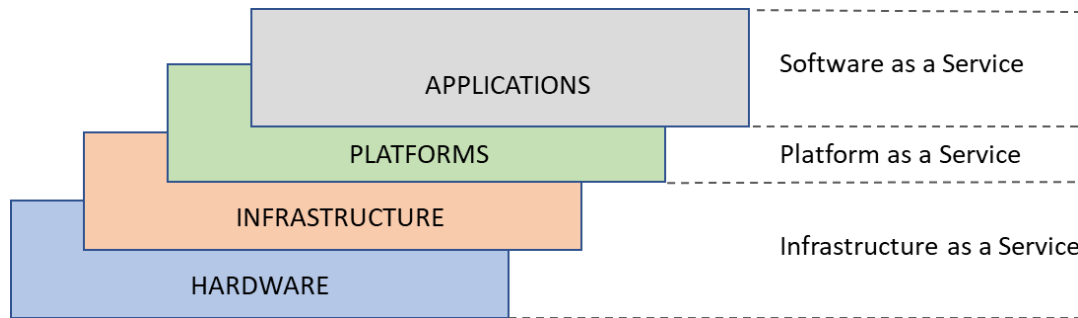 APPLICATIONS
Software as a Service
PLATFORMS
Platform as a Service
INFRASTRUCTURE
Infrastructure as a Service
HARDWARE